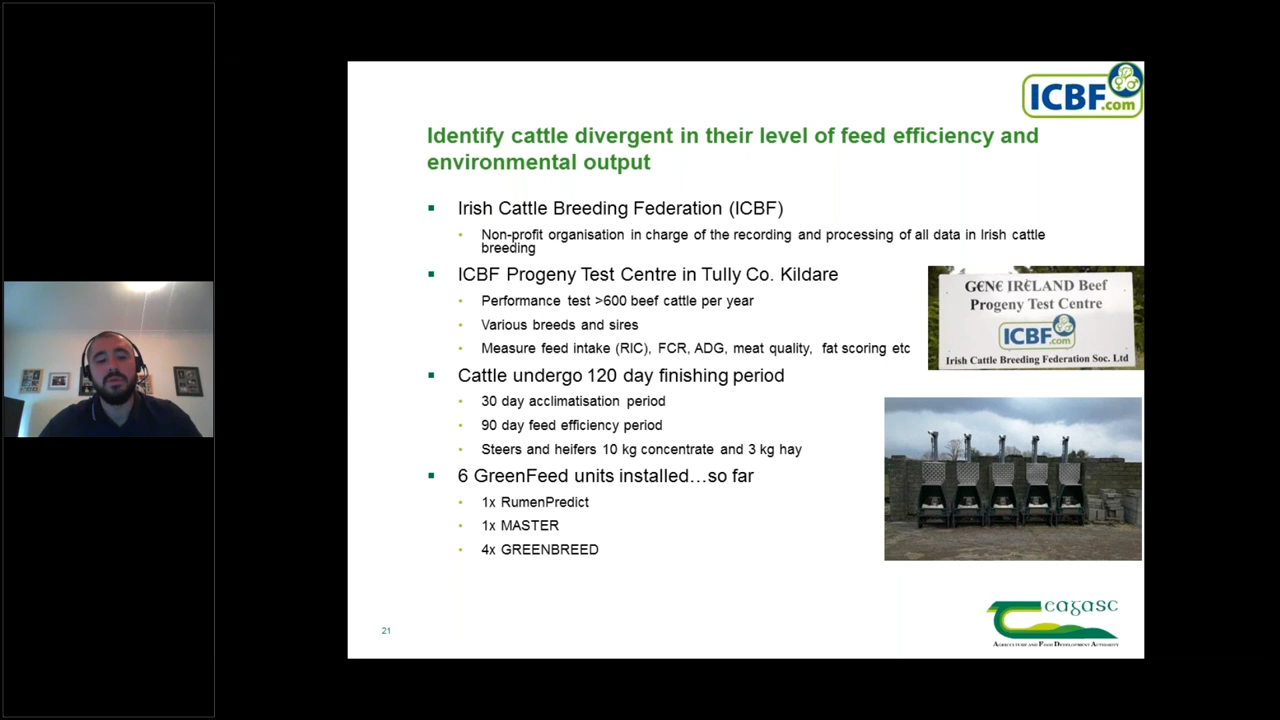 ICBF.com
Identify cattle divergent in their level of feed efficiency and
environmental output
Irish Cattle Breeding Federation (ICBF)
Non-profit organisation in charge of the recording and processing of all data in Irish cattle
breeding
ICBF Progeny Test Centre in Tully Co. Kildare
Performance test >600 beef cattle per year
Various breeds and sires
Measure feed intake (RIC), FCR, ADG, meat quality, fat scoring etc
Cattle undergo 120 day finishing period
30 day acclimatisation period
90 day feed efficiency period
Steers and heifers 10 kg concentrate and 3 kg hay
6 GreenFeed units installed…so far
1x RumenPredict
1x MASTER
4x GREENBREED
GENE IRELAND Beef
Progeny Test Centre
ICBF.com
Irish Cattle Breeding Federation Soc. Ltd
21
eagasc
AGRICULTURE AND FOOD DEVELOPMENT AUTHORITY